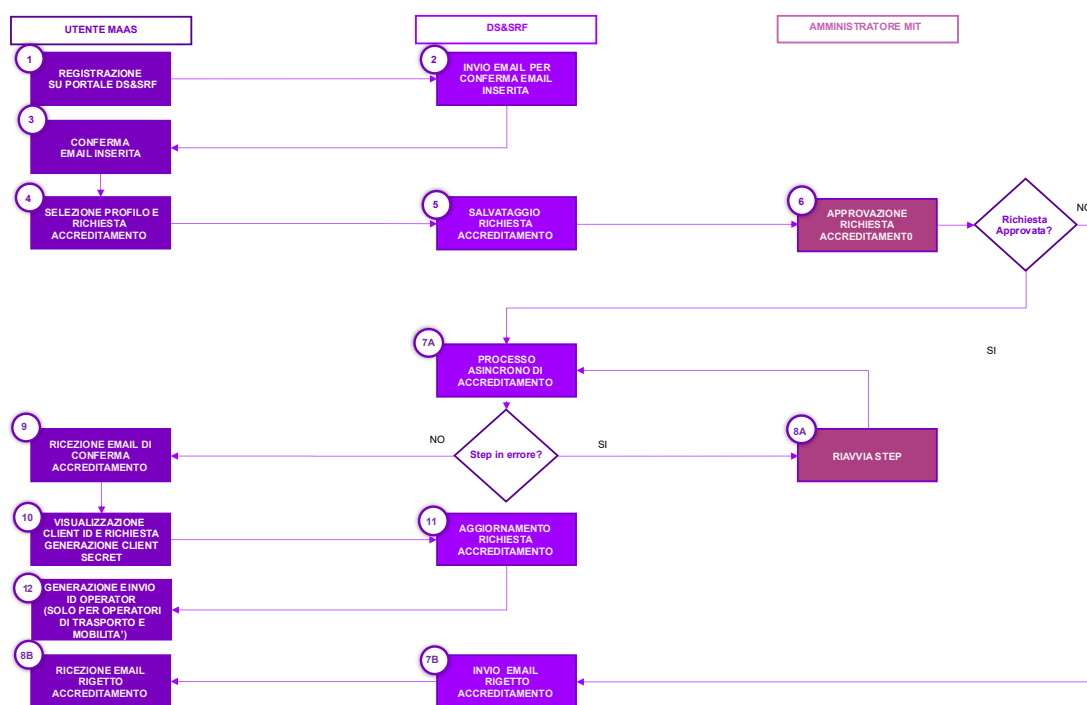 UTENTE MAAS
DS&SRF
AMMINISTRATORE MIT
1
REGISTRAZIONE
SU PORTALE DS&SRF
2
INVIO EMAIL PER
CONFERMA EMAIL
INSERITA
3
CONFERMA
EMAIL INSERITA
4
SELEZIONE PROFILO E
RICHIESTA
ACCREDITAMENTO
5
SALVATAGGIO
RICHIESTA
ACCREDITAMENTO
6
APPROVAZIONE
RICHIESTA
ACCREDITAMENT0
Richiesta
Approvata?
NO
SI
7A
PROCESSO
ASINCRONO DI
ACCREDITAMENTO
Step in errore?
NO
SI
8A
RIAVVIA STEP
9
RICEZIONE EMAIL DI
CONFERMA
ACCREDITAMENTO
10
VISUALIZZAZIONE
CLIENT ID E RICHIESTA
GENERAZIONE CLIENT
SECRET
11
AGGIORNAMENTO
RICHIESTA
ACCREDITAMENTO
12
GENERAZIONE E INVIO
ID OPERATOR
(SOLO PER OPERATORI
DI TRASPORTO E
MOBILITA')
8B
RICEZIONE EMAIL
RIGETTO
ACCREDITAMENTO
7B
INVIO EMAIL
RIGETTO
ACCREDITAMENTO